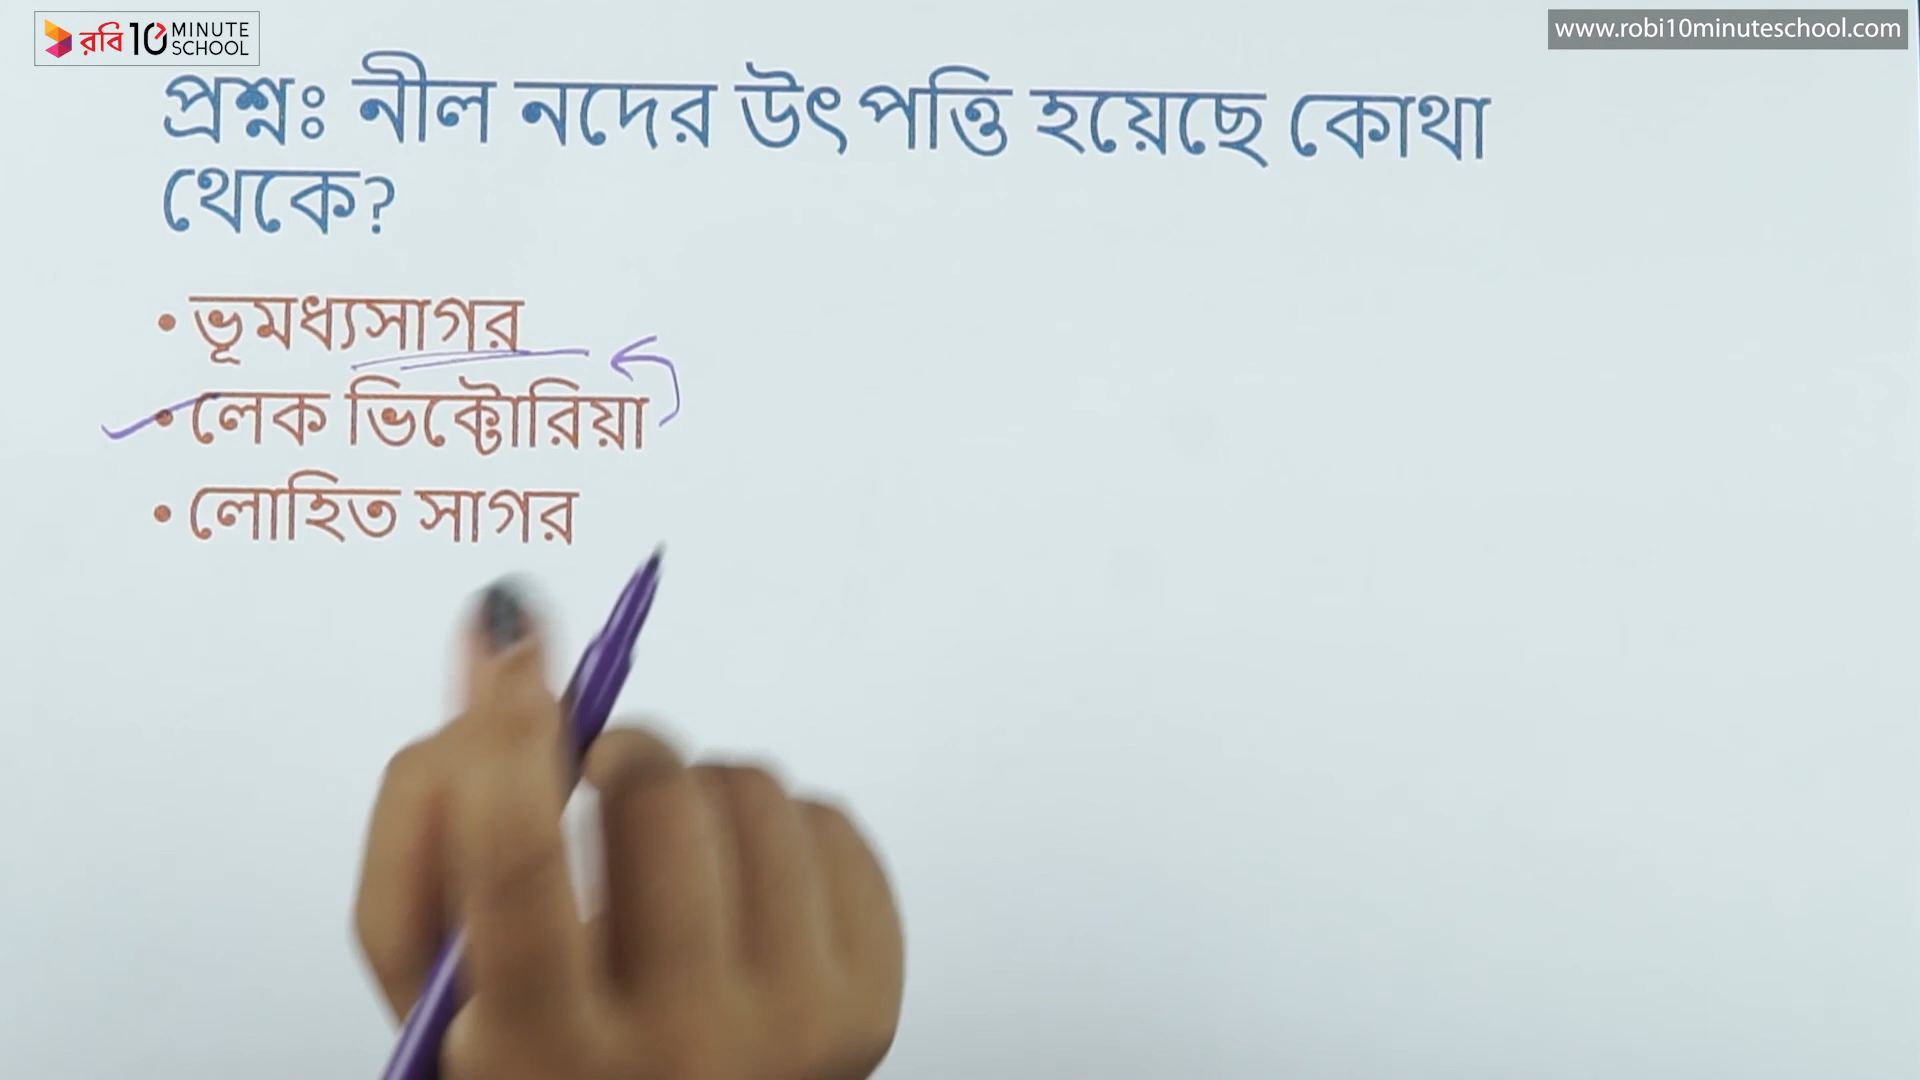 রবি 10 MINUTE SCHOOL
www.robi10minuteschool.com
প্রশ্নঃ নীল নদের উৎপত্তি হয়েছে কোথা
থেকে?
• ভূমধ্যসাগর
• লেক ভিক্টোরিয়া
• লোহিত সাগর